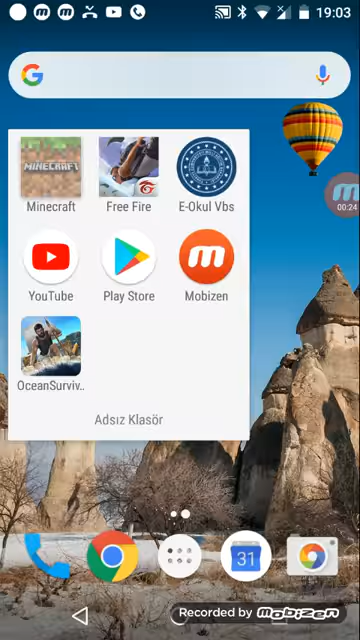 19:03
MINECRAFT
Minecraft
Free Fire
E-Okul Vbs
00:24
YouTube
Play Store
Mobizen
OceanSurviv..
Adsız Klasör
31
Recorded by mobizen